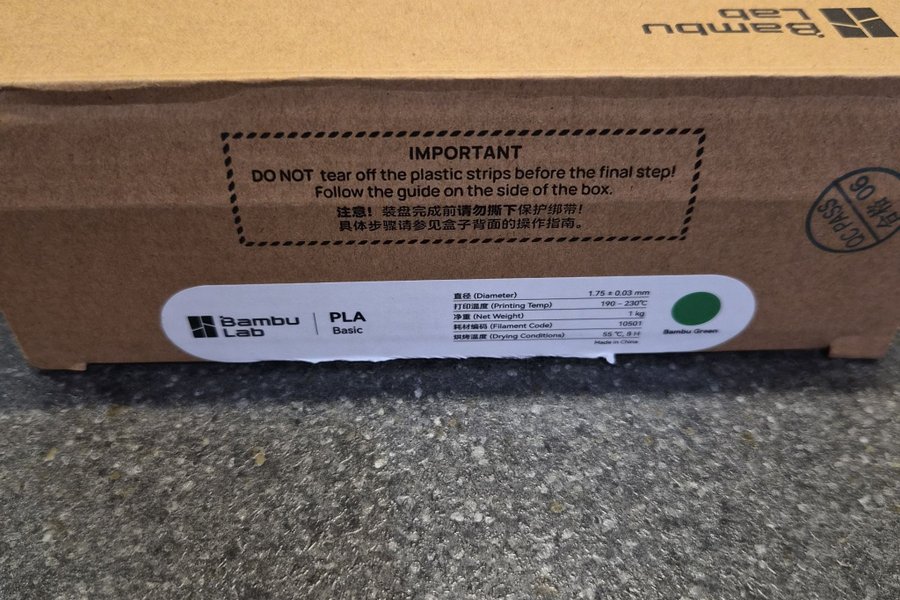 Bambu
Lab
IMPORTANT
DO NOT tear off the plastic strips before the final step!
Follow the guide on the side of the box.
注意！装盘完成前请勿撕下保护绑带！
具体步骤请参见盒子背面的操作指南。
QC PASS
合格 06
Bambu
Lab
PLA
Basic
直径 (Diameter) 1.75 ± 0.03 mm
打印温度 (Printing Temp) 190 - 230℃
净重 (Net Weight) 1 kg
耗材编码 (Filament Code) 10501
烘烤温度 (Drying Conditions) 55 ℃, 8 H
Made in China
Bambu Green